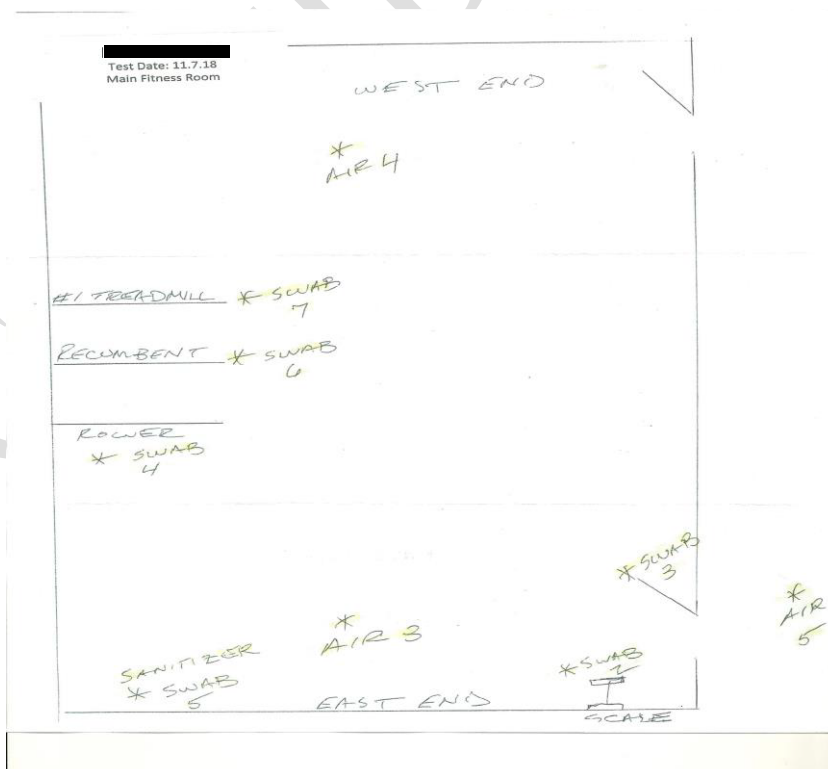 Test Date: 11.7.18
Main Fitness Room
WEST END
* AIR 4
#1 TREADMILL * SWAB 7
RECUMBENT * SWAB 6
ROWER
* SWAB 4
* SWAB 3
* AIR 5
* AIR 3
SANITIZER
* SWAB 5
* SWAB 2
EAST END
SCALE